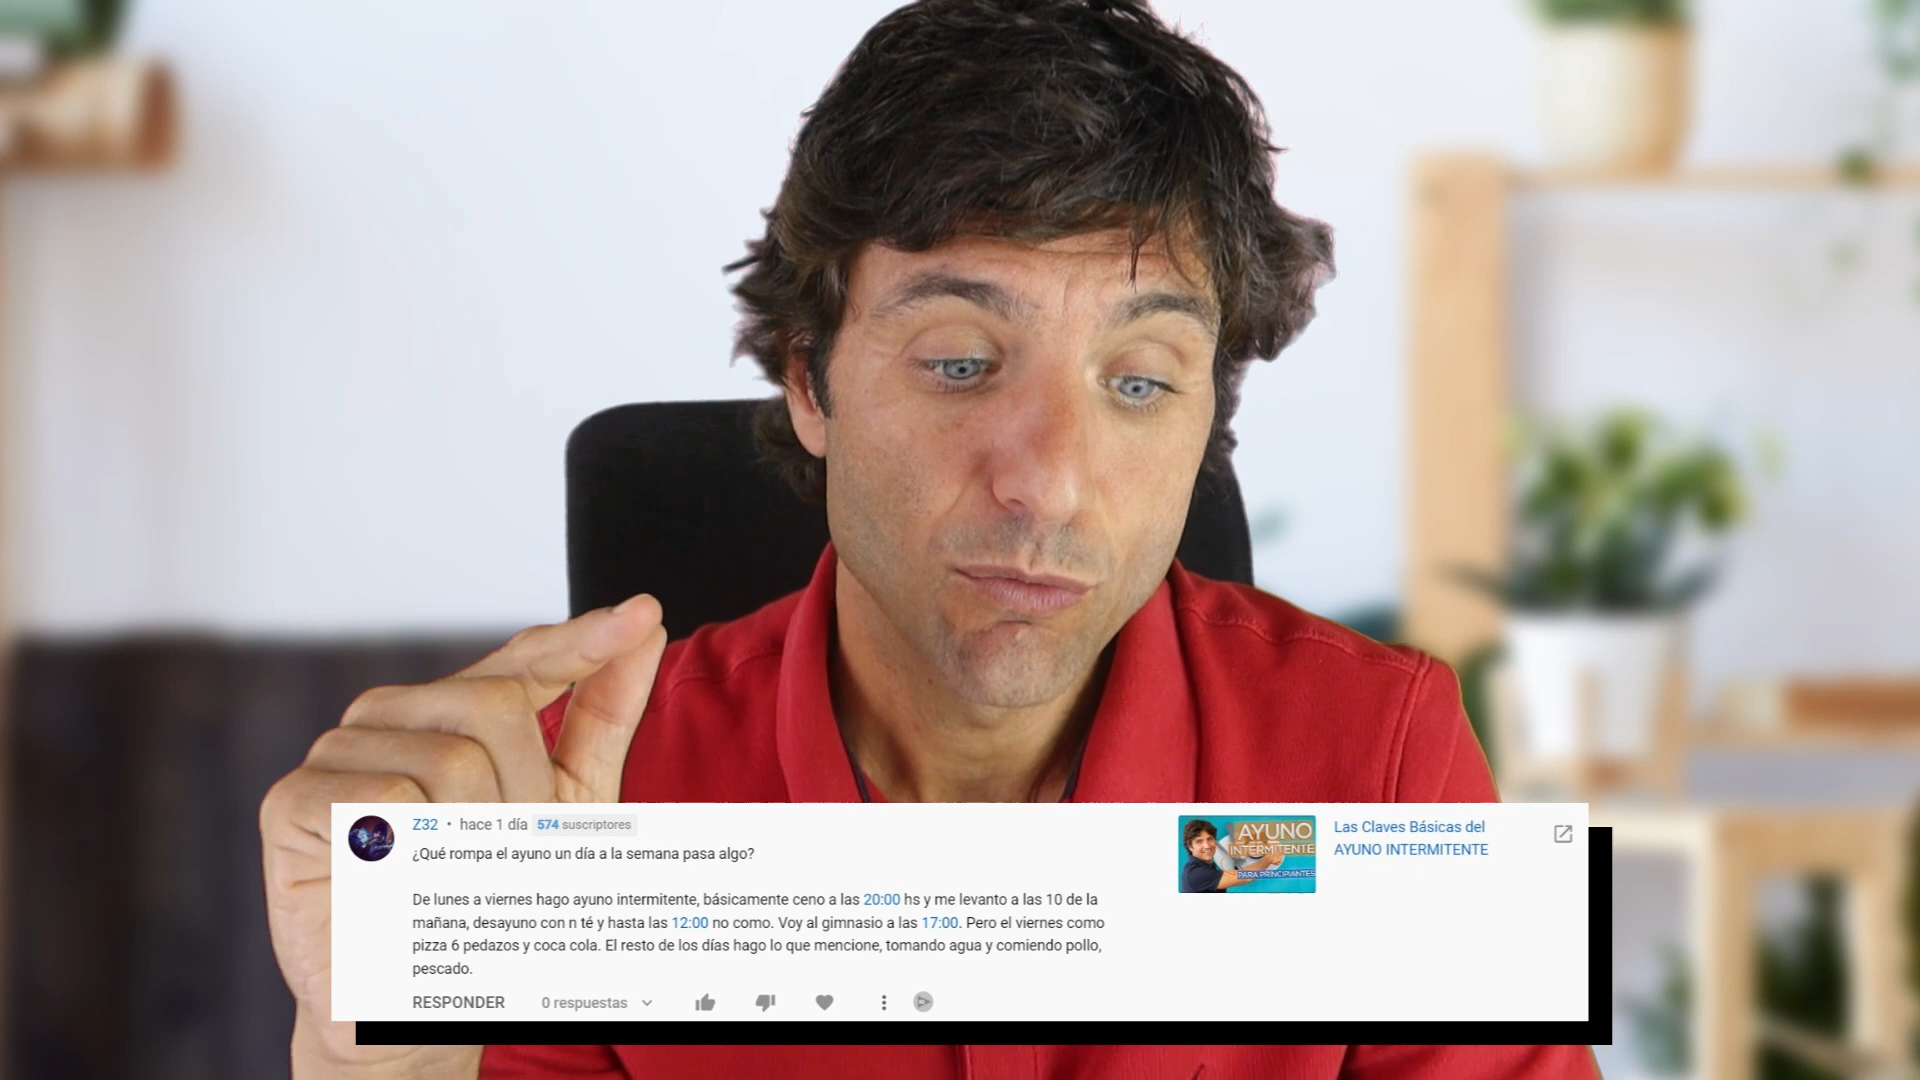 Z32 • hace 1 día 574 suscriptores
¿Qué rompa el ayuno un día a la semana pasa algo?
De lunes a viernes hago ayuno intermitente, básicamente ceno a las 20:00 hs y me levanto a las 10 de la
mañana, desayuno con n té y hasta las 12:00 no como. Voy al gimnasio a las 17:00. Pero el viernes como
pizza 6 pedazos y coca cola. El resto de los días hago lo que mencione, tomando agua y comiendo pollo,
pescado.
RESPONDER 0 respuestas
AYUNO
INTERMITENTE
PARA PRINCIPIANTES
Las Claves Básicas del
AYUNO INTERMITENTE